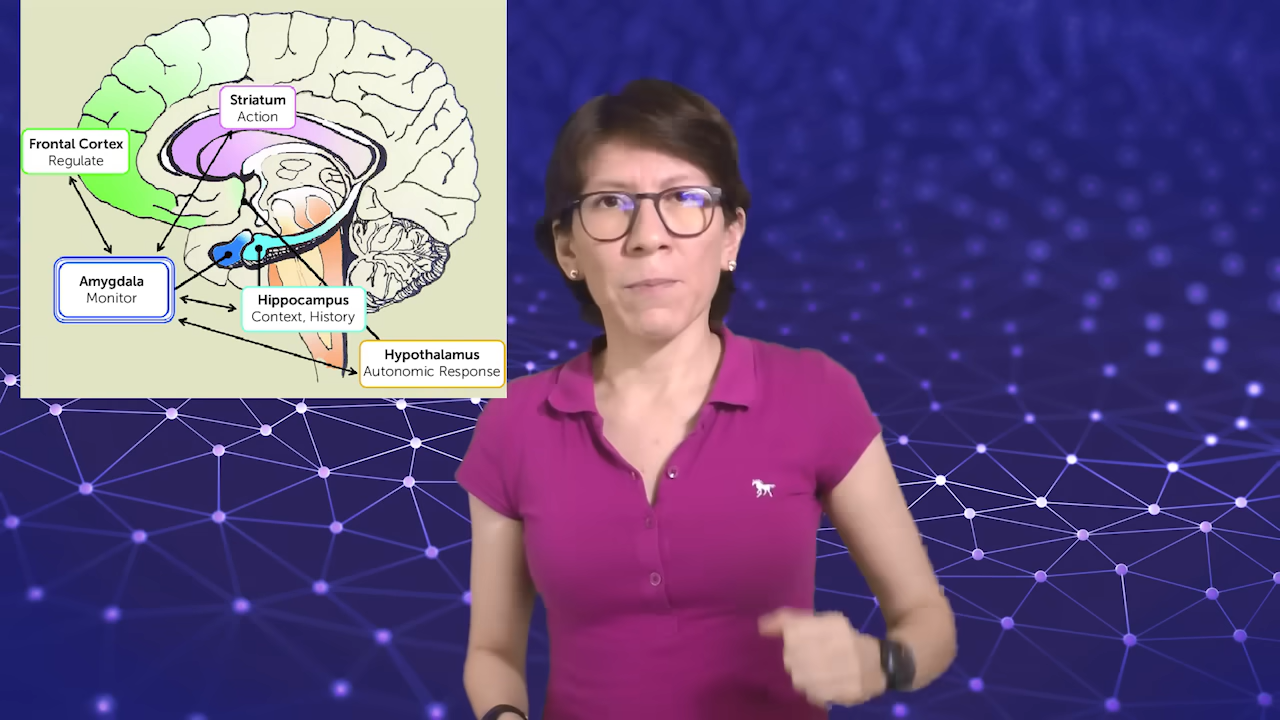 Striatum
Action
Frontal Cortex
Regulate
Amygdala
Monitor
Hippocampus
Context, History
Hypothalamus
Autonomic Response